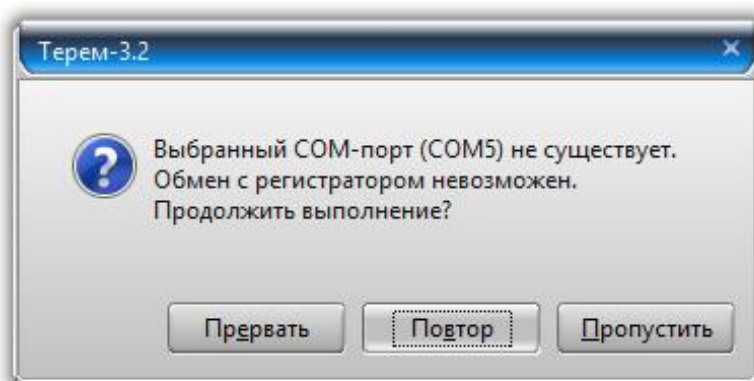 Терем-3.2
Выбранный COM-порт (COM5) не существует.
Обмен с регистратором невозможен.
Продолжить выполнение?
Прервать
Повтор
Пропустить